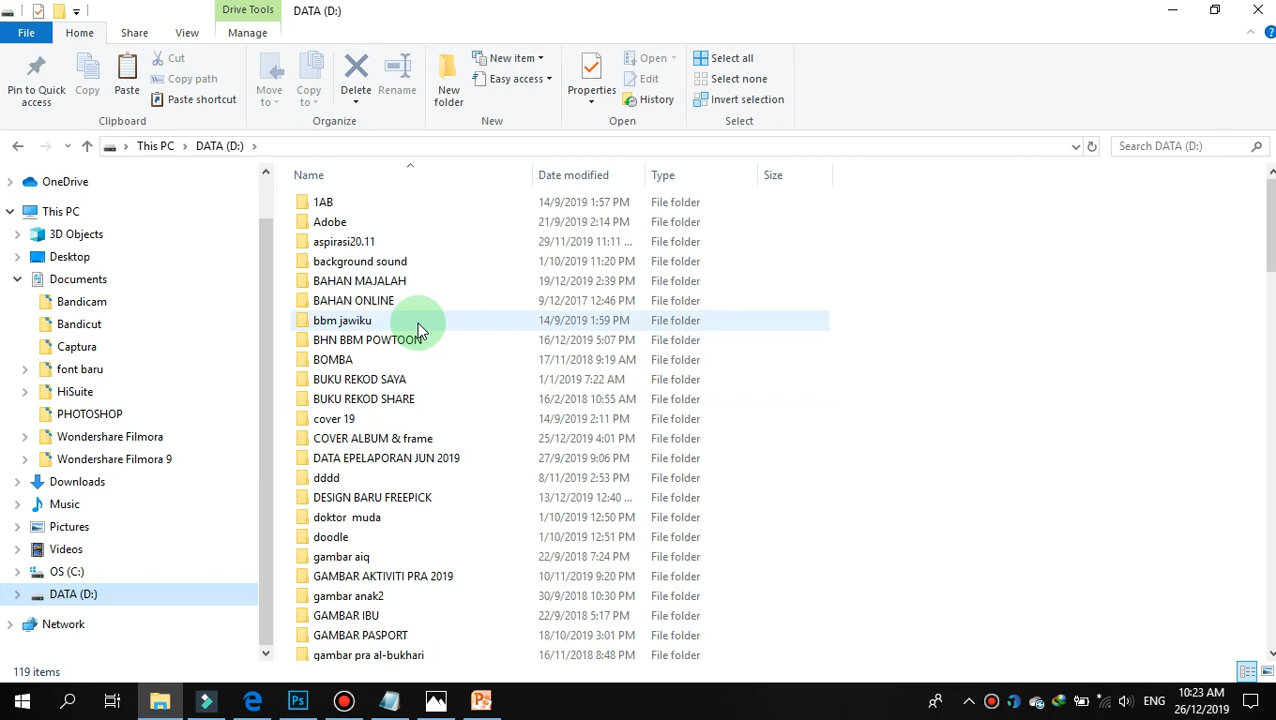 Drive Tools
DATA (D:)
File
Home
Share
View
Manage
Pin to Quick access
Copy
Paste
Cut
Copy path
Paste shortcut
Clipboard
Move to
Copy to
Delete
Rename
Organize
New folder
New item
Easy access
New
Properties
Open
Edit
History
Open
Select all
Select none
Invert selection
Select
This PC
DATA (D:)
Search DATA (D:)
OneDrive
This PC
3D Objects
Desktop
Documents
Bandicam
Bandicut
Captura
font baru
HiSuite
PHOTOSHOP
Wondershare Filmora
Wondershare Filmora 9
Downloads
Music
Pictures
Videos
OS (C:)
DATA (D:)
Network
Name Date modified Type Size
1AB 14/9/2019 1:57 PM File folder
Adobe 21/9/2019 2:14 PM File folder
aspirasi20.11 29/11/2019 11:11 ... File folder
background sound 1/10/2019 11:20 PM File folder
BAHAN MAJALAH 19/12/2019 2:39 PM File folder
BAHAN ONLINE 9/12/2017 12:46 PM File folder
bbm jawiku 14/9/2019 1:59 PM File folder
BHN BBM POWTOON 16/12/2019 5:07 PM File folder
BOMBA 17/11/2018 9:19 AM File folder
BUKU REKOD SAYA 1/1/2019 7:22 AM File folder
BUKU REKOD SHARE 16/2/2018 10:55 AM File folder
cover 19 14/9/2019 2:11 PM File folder
COVER ALBUM & frame 25/12/2019 4:01 PM File folder
DATA EPELAPORAN JUN 2019 27/9/2019 9:06 PM File folder
dddd 8/11/2019 2:53 PM File folder
DESIGN BARU FREEPICK 13/12/2019 12:40 ... File folder
doktor muda 1/10/2019 12:50 PM File folder
doodle 1/10/2019 12:51 PM File folder
gambar aiq 22/9/2018 7:24 PM File folder
GAMBAR AKTIVITI PRA 2019 10/11/2019 9:20 PM File folder
gambar anak2 30/9/2018 10:30 PM File folder
GAMBAR IBU 22/9/2018 5:17 PM File folder
GAMBAR PASPORT 18/10/2019 3:01 PM File folder
gambar pra al-bukhari 16/11/2018 8:48 PM File folder
119 items
Ps
ENG
10:23 AM
26/12/2019